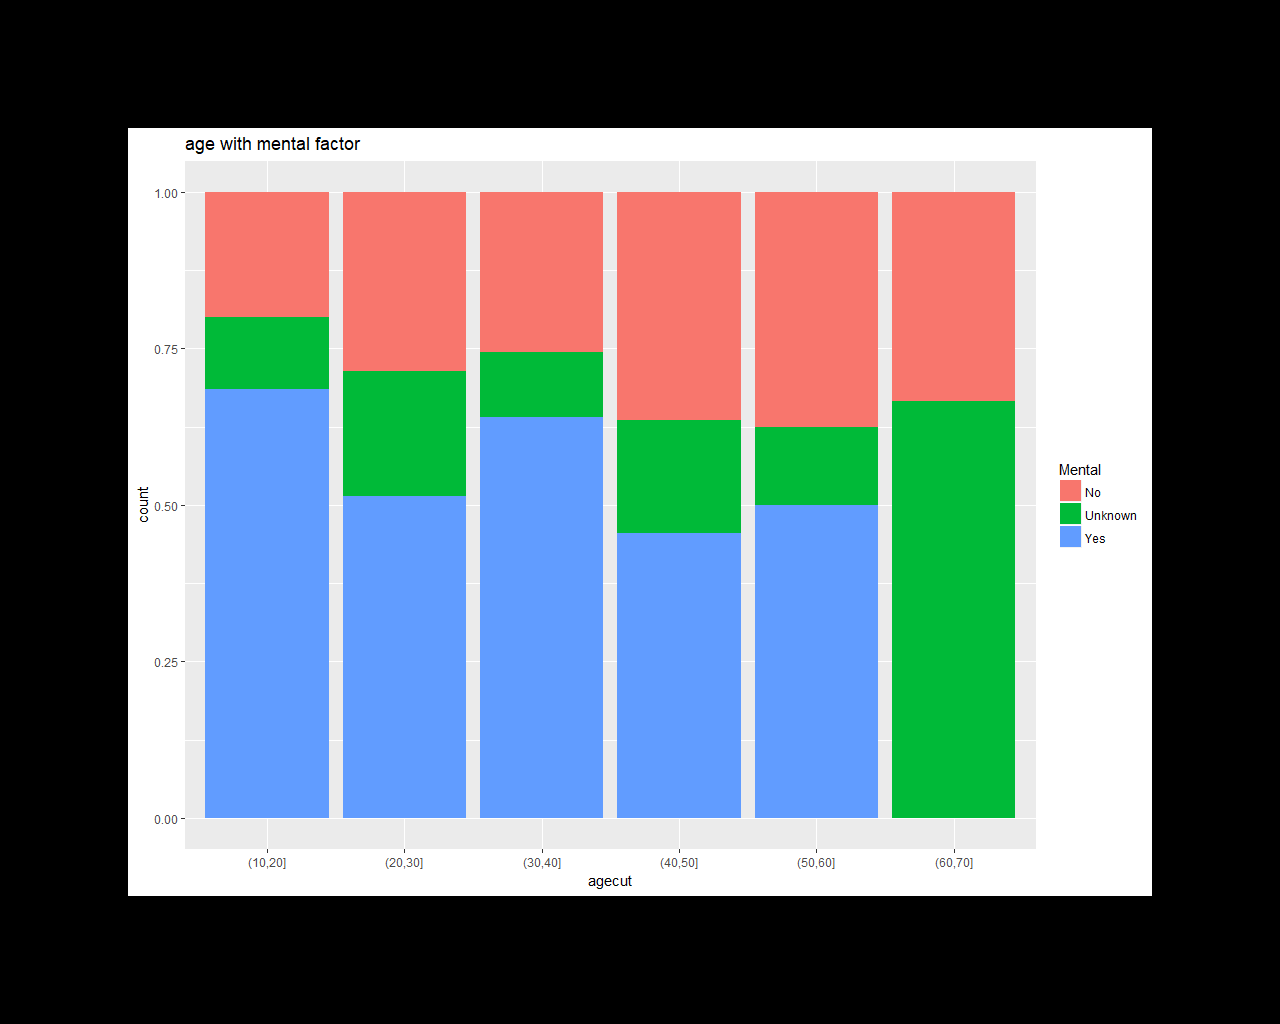 age with mental factor
1.00
0.75
0.50
0.25
0.00
count
(10,20]
(20,30]
(30,40]
(40,50]
(50,60]
(60,70]
agecut
Mental
No
Unknown
Yes